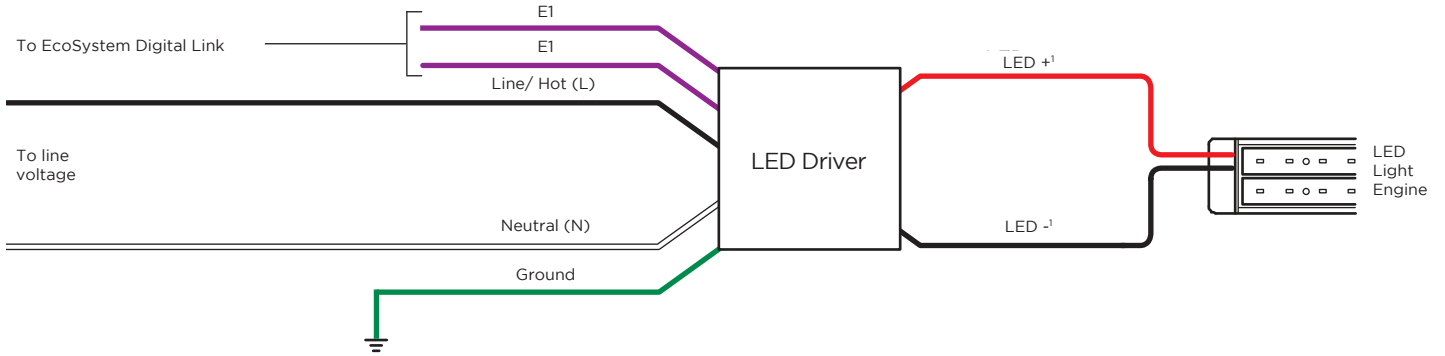 E1
To EcoSystem Digital Link
E1
LED +¹
Line/ Hot (L)
To line
voltage
LED Driver
LED
Light
Engine
Neutral (N)
LED -¹
Ground